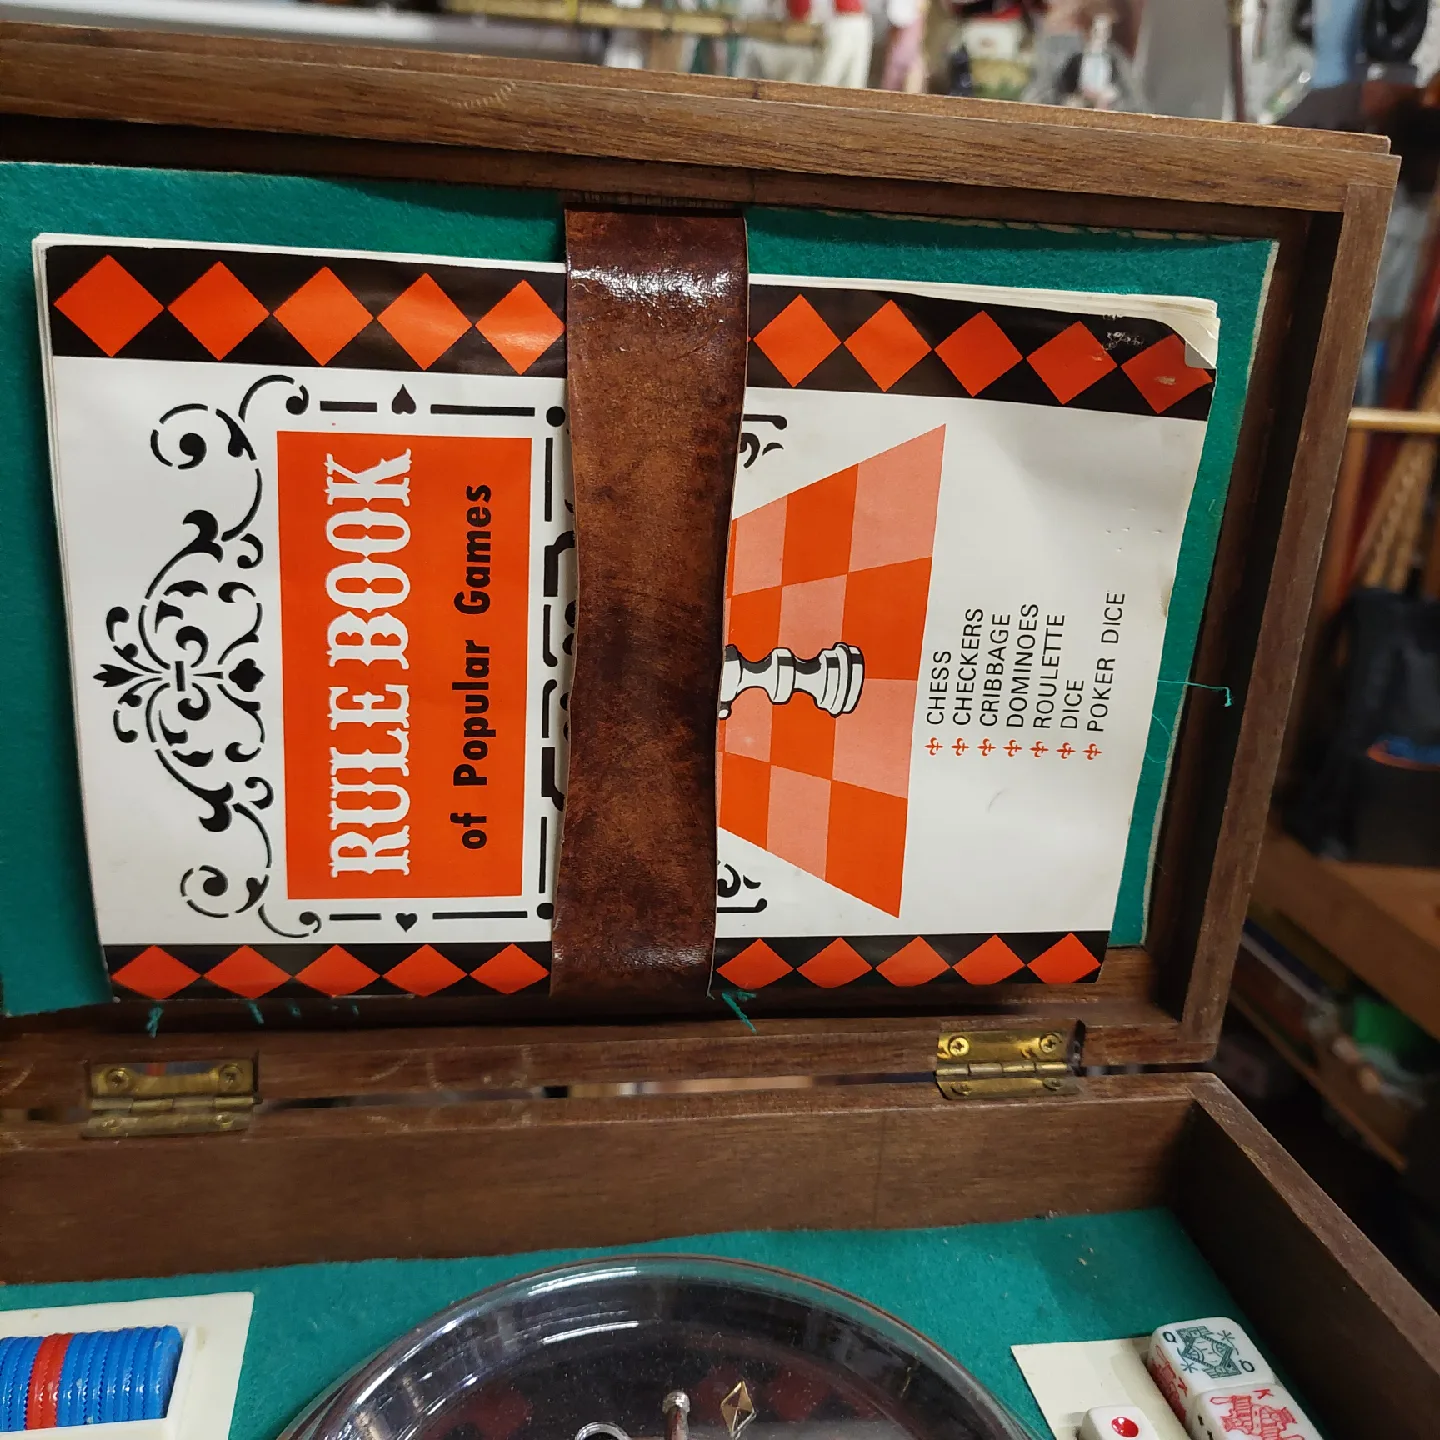 RULE BOOK
of Popular Games
CHESS
CHECKERS
CRIBBAGE
DOMINOES
ROULETTE
DICE
POKER DICE
Q
Q
K